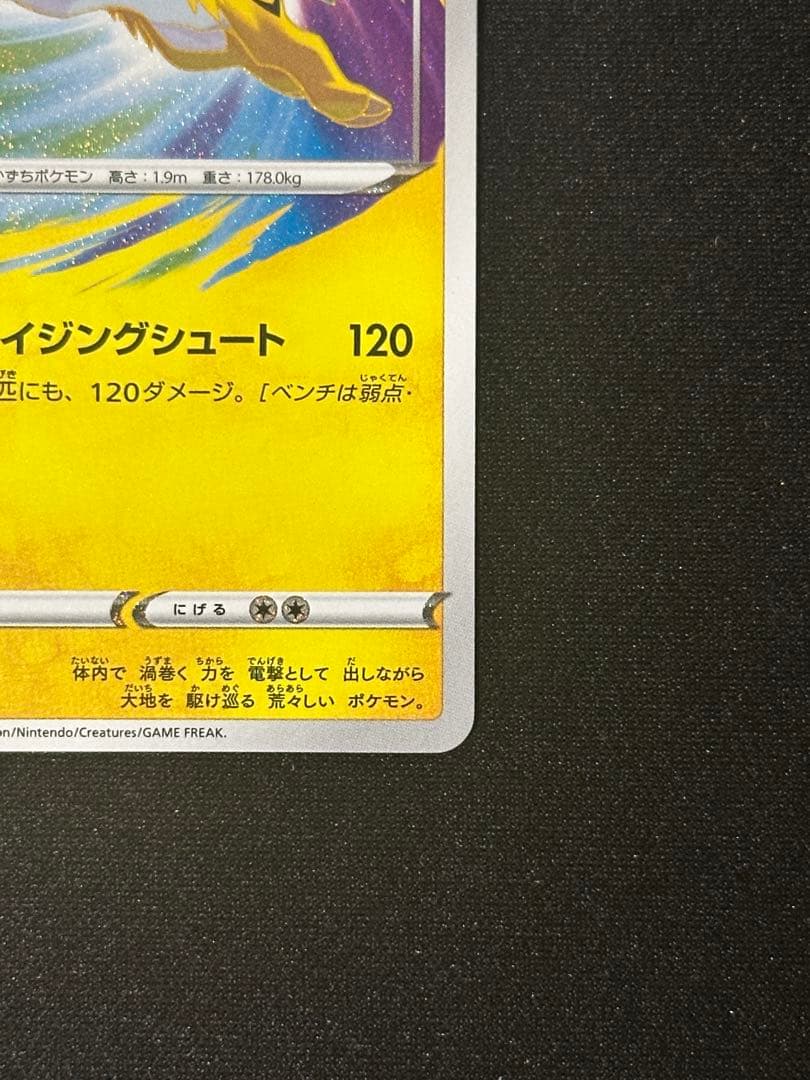 ずちポケモン 高さ：1.9m 重さ：178.0kg
イジングシュート 120
匹にも、120ダメージ。[ベンチは弱点・
にげる
体内で 渦巻く 力を 電撃として 出しながら
大地を 駆け巡る 荒々しい ポケモン。
on/Nintendo/Creatures/GAME FREAK.